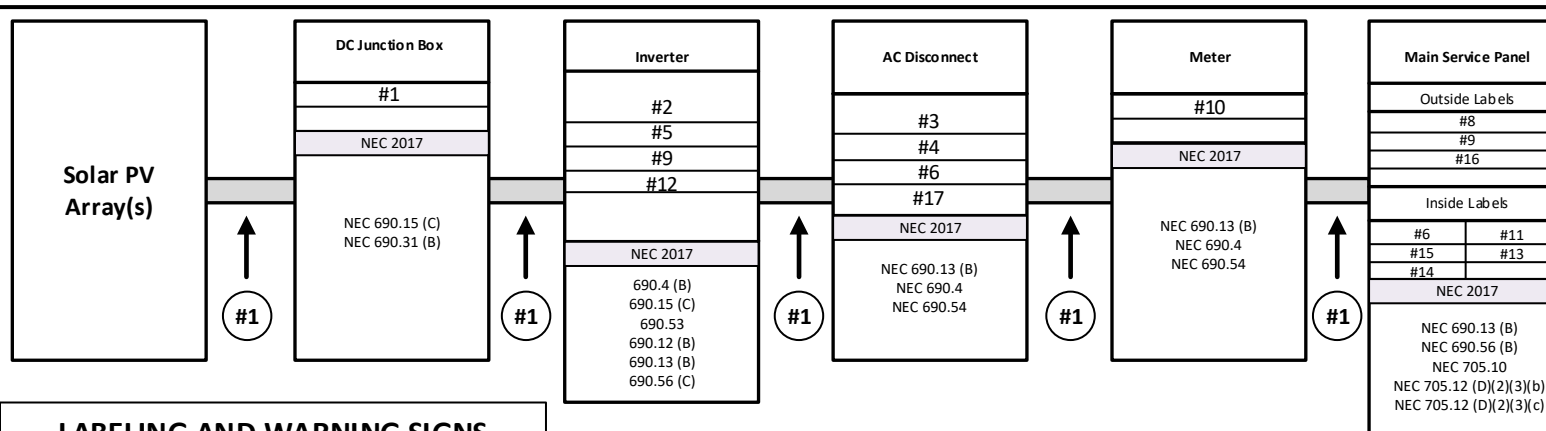 Solar PV
Array(s)
#1
DC Junction Box
#1
NEC 2017
NEC 690.15 (C)
NEC 690.31 (B)
#1
Inverter
#2
#5
#9
#12
NEC 2017
690.4 (B)
690.15 (C)
690.53
690.12 (B)
690.13 (B)
690.56 (C)
#1
AC Disconnect
#3
#4
#6
#17
NEC 2017
NEC 690.13 (B)
NEC 690.4
NEC 690.54
#1
Meter
#10
NEC 2017
NEC 690.13 (B)
NEC 690.4
NEC 690.54
#1
Main Service Panel
Outside Labels
#8
#9
#16
Inside Labels
#6 #11
#15 #13
#14
NEC 2017
NEC 690.13 (B)
NEC 690.56 (B)
NEC 705.10
NEC 705.12 (D)(2)(3)(b)
NEC 705.12 (D)(2)(3)(c)
LABELING AND WARNING SIGNS